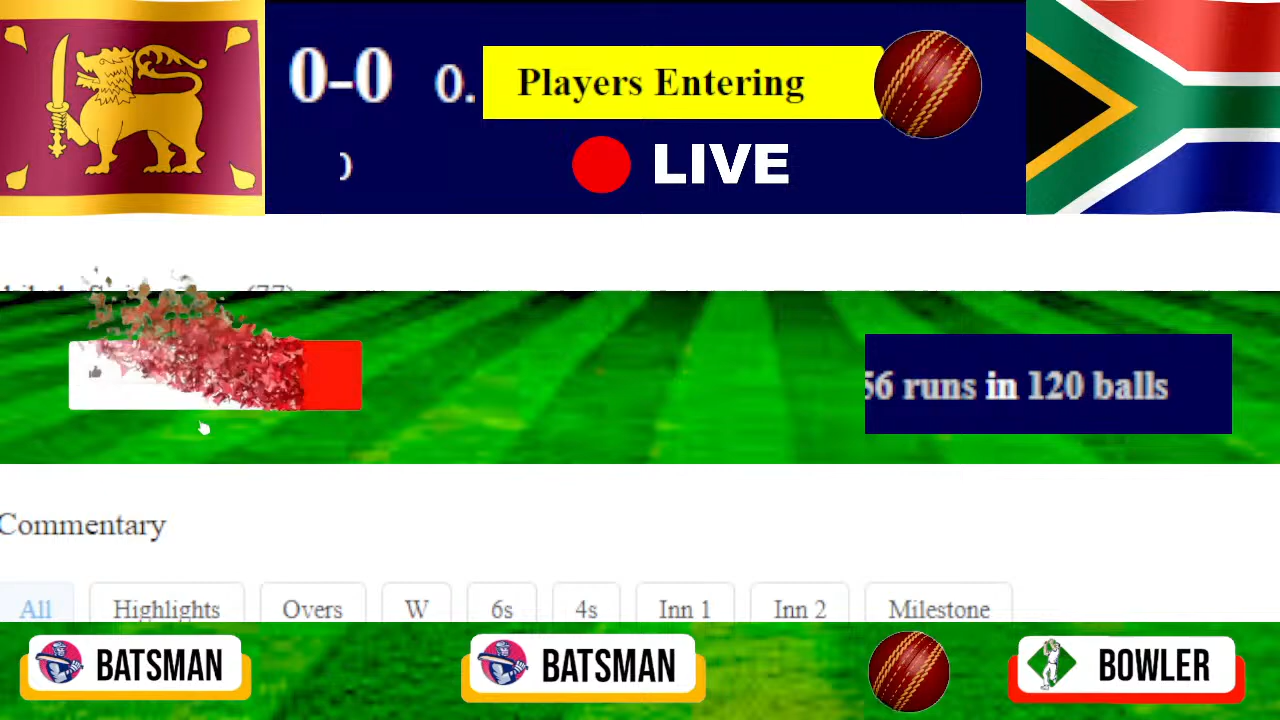 0-0 0. Players Entering
LIVE
56 runs in 120 balls
Commentary
All Highlights Overs W 6s 4s Inn 1 Inn 2 Milestone
BATSMAN BATSMAN BOWLER